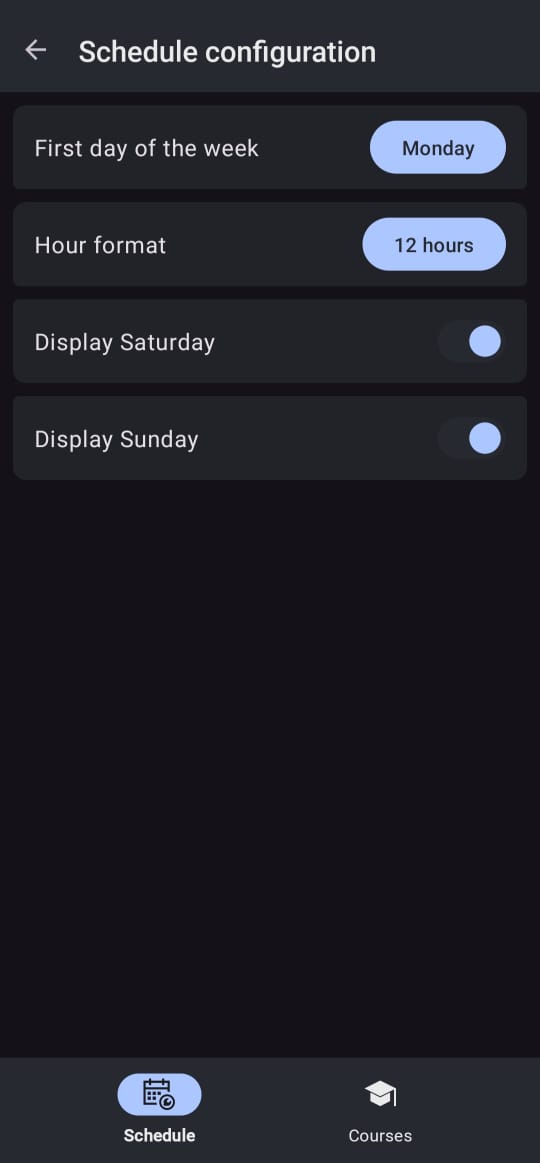 Schedule configuration
First day of the week
Monday
Hour format
12 hours
Display Saturday
Display Sunday
Schedule
Courses